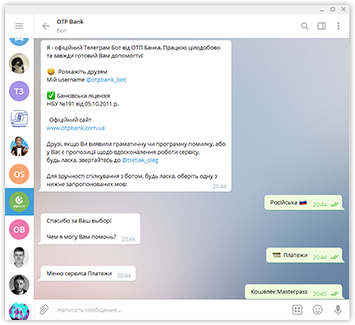 OTP Bank
Бот
Я - офіційний Телеграм Бот від ОТП Банка. Працюю цілодобово
та завжди готовий Вам допомогти!
Розкажіть друзям
Мій username @otpbank_bot
Банківська ліцензія
НБУ №191 від 05.10.2011 р.
Офіційний сайт
www.otpbank.com.ua
Друзі, якщо Ви виявили граматичну чи програмну помилку, або
у Вас є пропозиції щодо вдосконалення роботи сервісу,
будь ласка, звертайтесь до @tretiak_oleg
Для зручності спілкування з ботом, будь ласка, оберіть одну з
нижче запропонованих мов:
20:44
Російська 20:44
Спасибо за Ваш выбор!
Чем я могу Вам помочь? 20:44
Платежи 20:44
Меню сервиса Платежи 20:44
Кошелёк Masterpass 20:45
Написать сообщение...
ТЗ
OS
OB